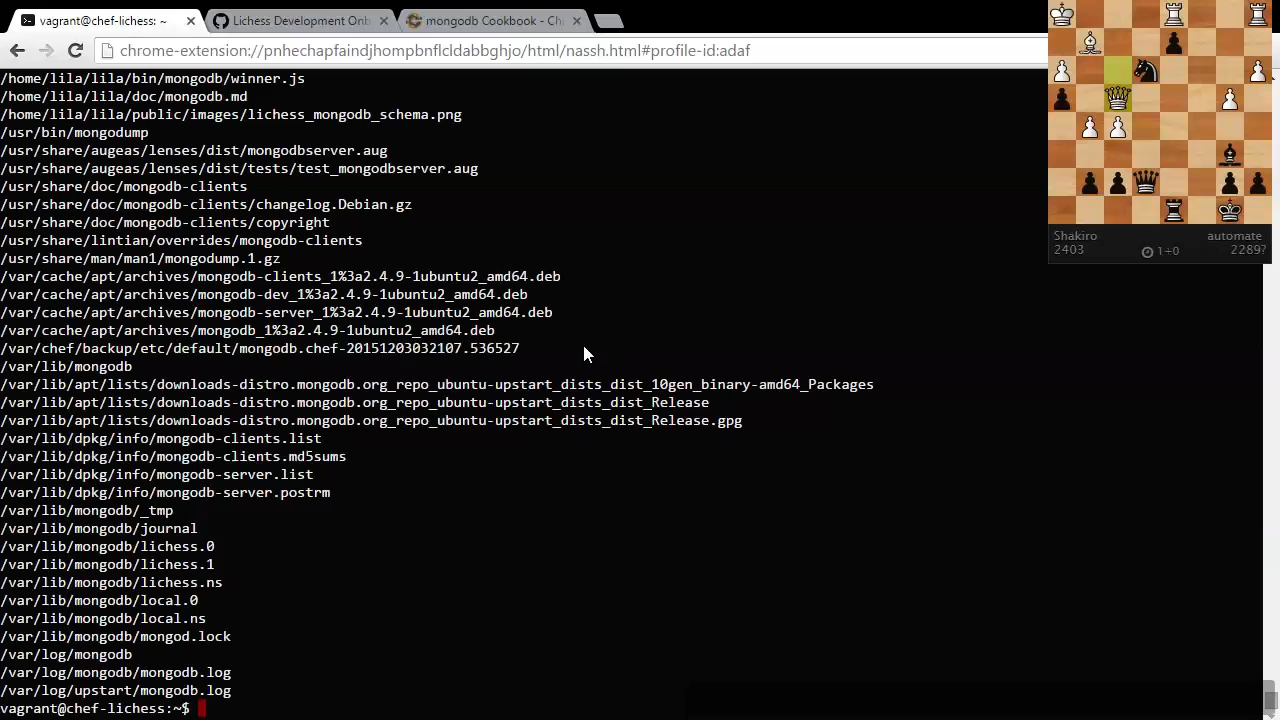 vagrant@chef-lichess: ~
Lichess Development Onb
mongodb Cookbook - Ch
chrome-extension://pnhechapfaindjhompbnflcldabbghjo/html/nassh.html#profile-id:adaf
/home/lila/lila/bin/mongodb/winner.js
/home/lila/lila/doc/mongodb.md
/home/lila/lila/public/images/lichess_mongodb_schema.png
/usr/bin/mongodump
/usr/share/augeas/lenses/dist/mongodbserver.aug
/usr/share/augeas/lenses/dist/tests/test_mongodbserver.aug
/usr/share/doc/mongodb-clients
/usr/share/doc/mongodb-clients/changelog.Debian.gz
/usr/share/doc/mongodb-clients/copyright
/usr/share/lintian/overrides/mongodb-clients
/usr/share/man/man1/mongodump.1.gz
/var/cache/apt/archives/mongodb-clients_1%3a2.4.9-1ubuntu2_amd64.deb
/var/cache/apt/archives/mongodb-dev_1%3a2.4.9-1ubuntu2_amd64.deb
/var/cache/apt/archives/mongodb-server_1%3a2.4.9-1ubuntu2_amd64.deb
/var/cache/apt/archives/mongodb_1%3a2.4.9-1ubuntu2_amd64.deb
/var/chef/backup/etc/default/mongodb.chef-20151203032107.536527
/var/lib/mongodb
/var/lib/apt/lists/downloads-distro.mongodb.org_repo_ubuntu-upstart_dists_dist_10gen_binary-amd64_Packages
/var/lib/apt/lists/downloads-distro.mongodb.org_repo_ubuntu-upstart_dists_dist_Release
/var/lib/apt/lists/downloads-distro.mongodb.org_repo_ubuntu-upstart_dists_dist_Release.gpg
/var/lib/dpkg/info/mongodb-clients.list
/var/lib/dpkg/info/mongodb-clients.md5sums
/var/lib/dpkg/info/mongodb-server.list
/var/lib/dpkg/info/mongodb-server.postrm
/var/lib/mongodb/_tmp
/var/lib/mongodb/journal
/var/lib/mongodb/lichess.0
/var/lib/mongodb/lichess.1
/var/lib/mongodb/lichess.ns
/var/lib/mongodb/local.0
/var/lib/mongodb/local.ns
/var/lib/mongodb/mongod.lock
/var/log/mongodb
/var/log/mongodb/mongodb.log
/var/log/upstart/mongodb.log
vagrant@chef-lichess:~$
Shakiro automate
2403 1+0 2289?